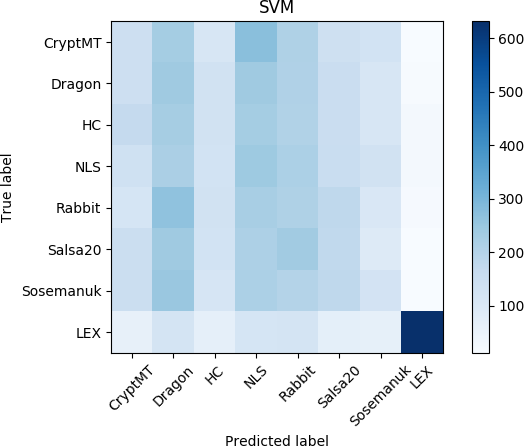 SVM
CryptMT
Dragon
HC
NLS
Rabbit
Salsa20
Sosemanuk
LEX
True label
CryptMT
Dragon
HC
NLS
Rabbit
Salsa20
Sosemanuk
LEX
Predicted label
600
500
400
300
200
100